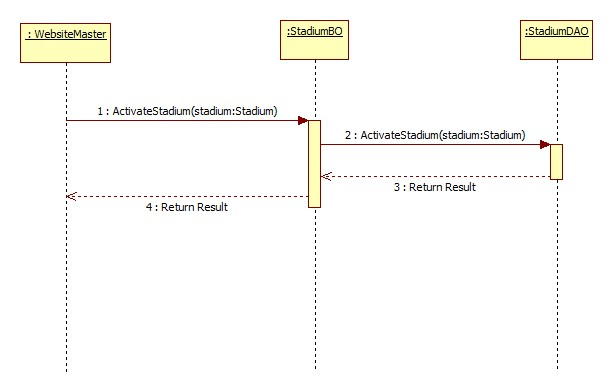 : WebsiteMaster
:StadiumBO
:StadiumDAO
1 : ActivateStadium(stadium:Stadium)
2 : ActivateStadium(stadium:Stadium)
3 : Return Result
4 : Return Result